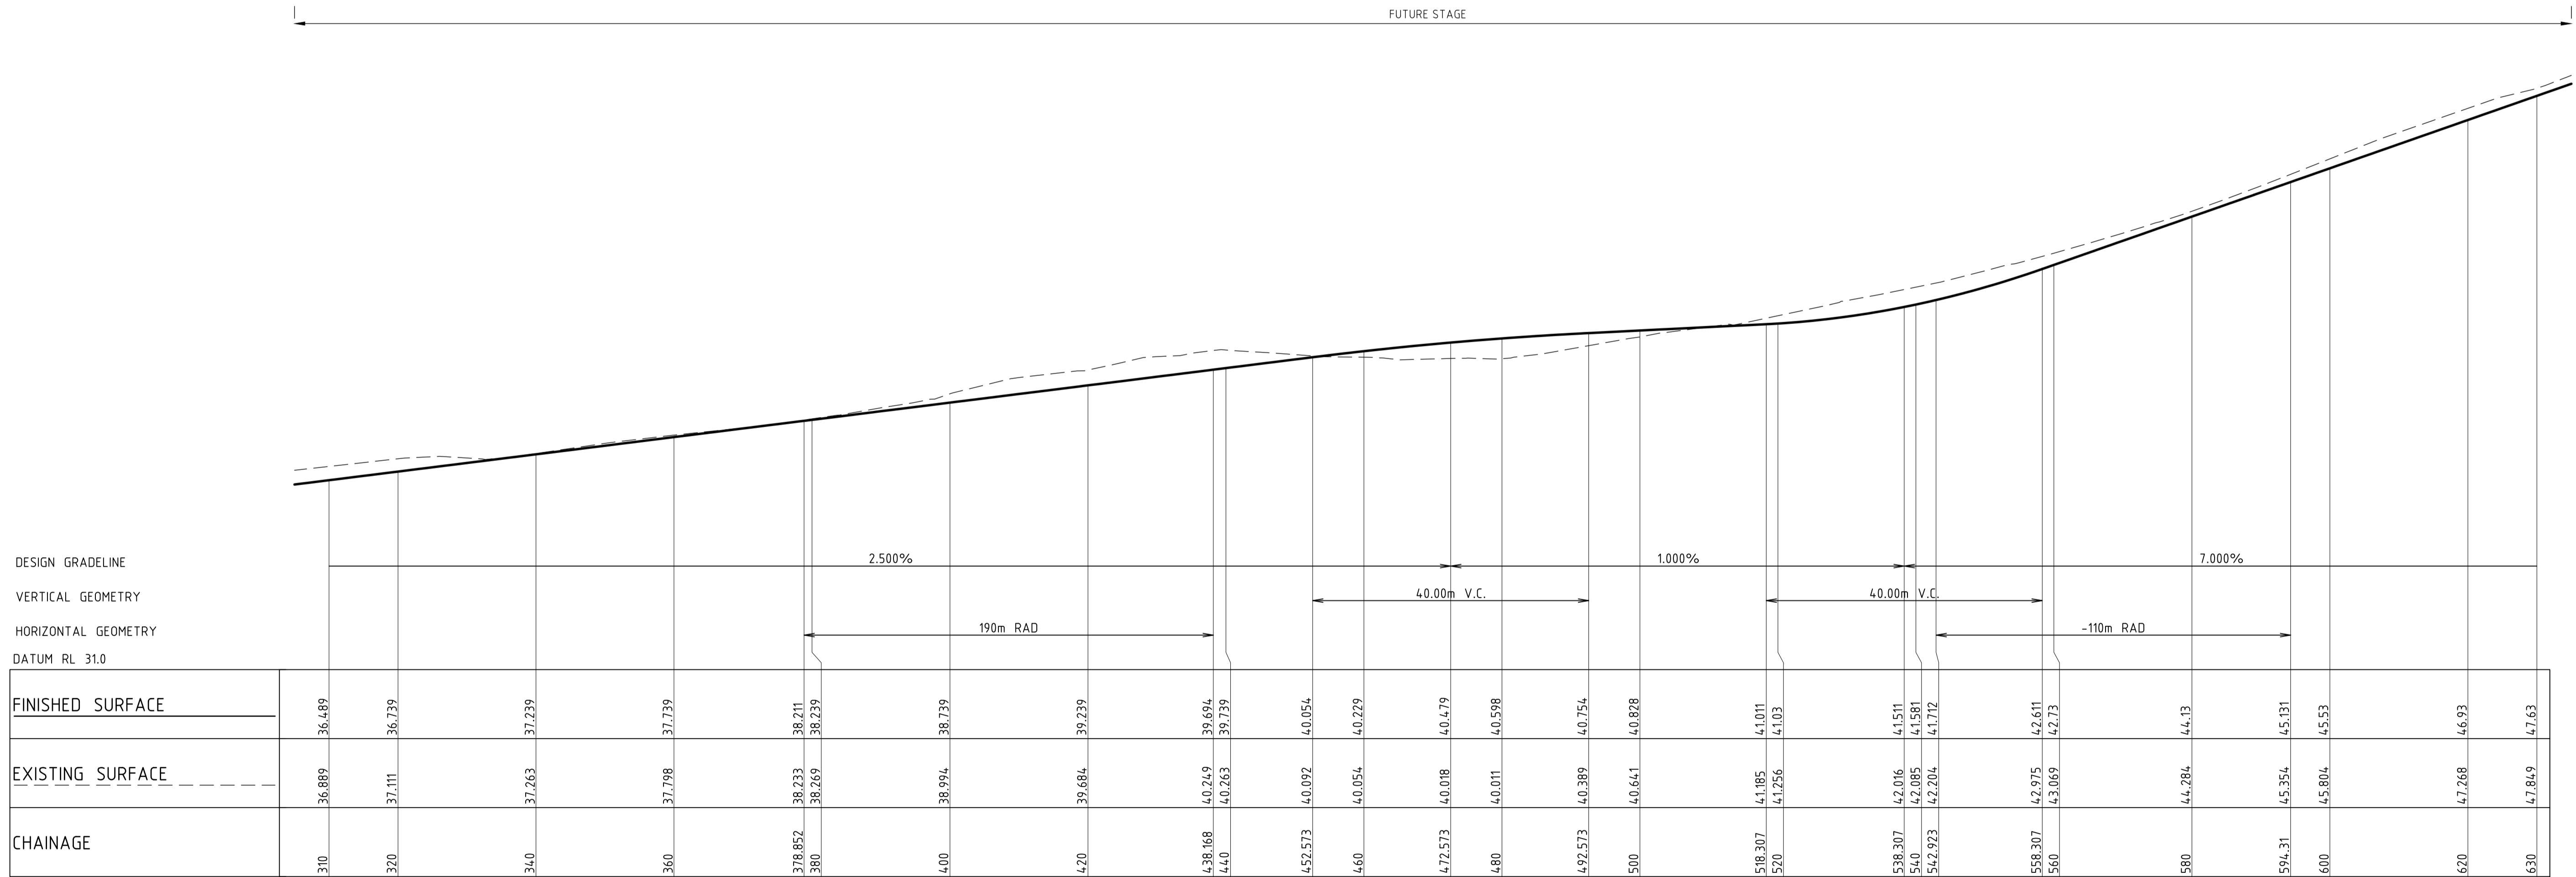 FUTURE STAGE
DESIGN GRADELINE 2.500% 1.000% 7.000%
VERTICAL GEOMETRY 40.00m V.C. 40.00m V.C.
HORIZONTAL GEOMETRY 190m RAD -110m RAD
DATUM RL 31.0
FINISHED SURFACE 36.489 36.739 37.239 37.739 38.211 38.239 38.739 39.239 39.694 39.739 40.054 40.229 40.479 40.598 40.754 40.828 41.011 41.03 41.511 41.581 41.712 42.611 42.73 44.13 45.131 45.53 46.93 47.63
EXISTING SURFACE 36.889 37.111 37.263 37.798 38.233 38.269 38.994 39.684 40.249 40.263 40.092 40.054 40.018 40.011 40.389 40.641 41.185 41.256 42.016 42.085 42.204 42.975 43.069 44.284 45.354 45.804 47.268 47.849
CHAINAGE 310 320 340 360 378.852 380 400 420 438.168 440 452.573 460 472.573 480 492.573 500 518.307 520 538.307 540 542.923 558.307 560 580 594.31 600 620 630